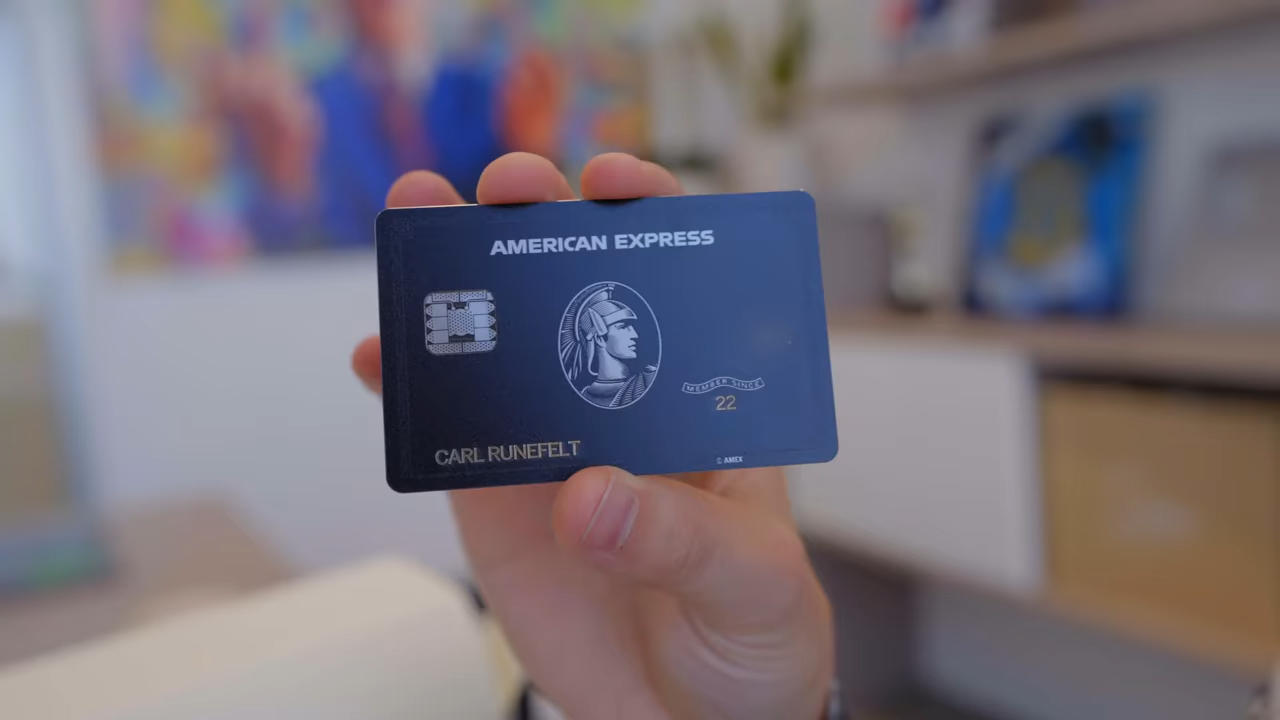 AMERICAN EXPRESS
MEMBER SINCE
22
CARL RUNEFELT
© AMEX